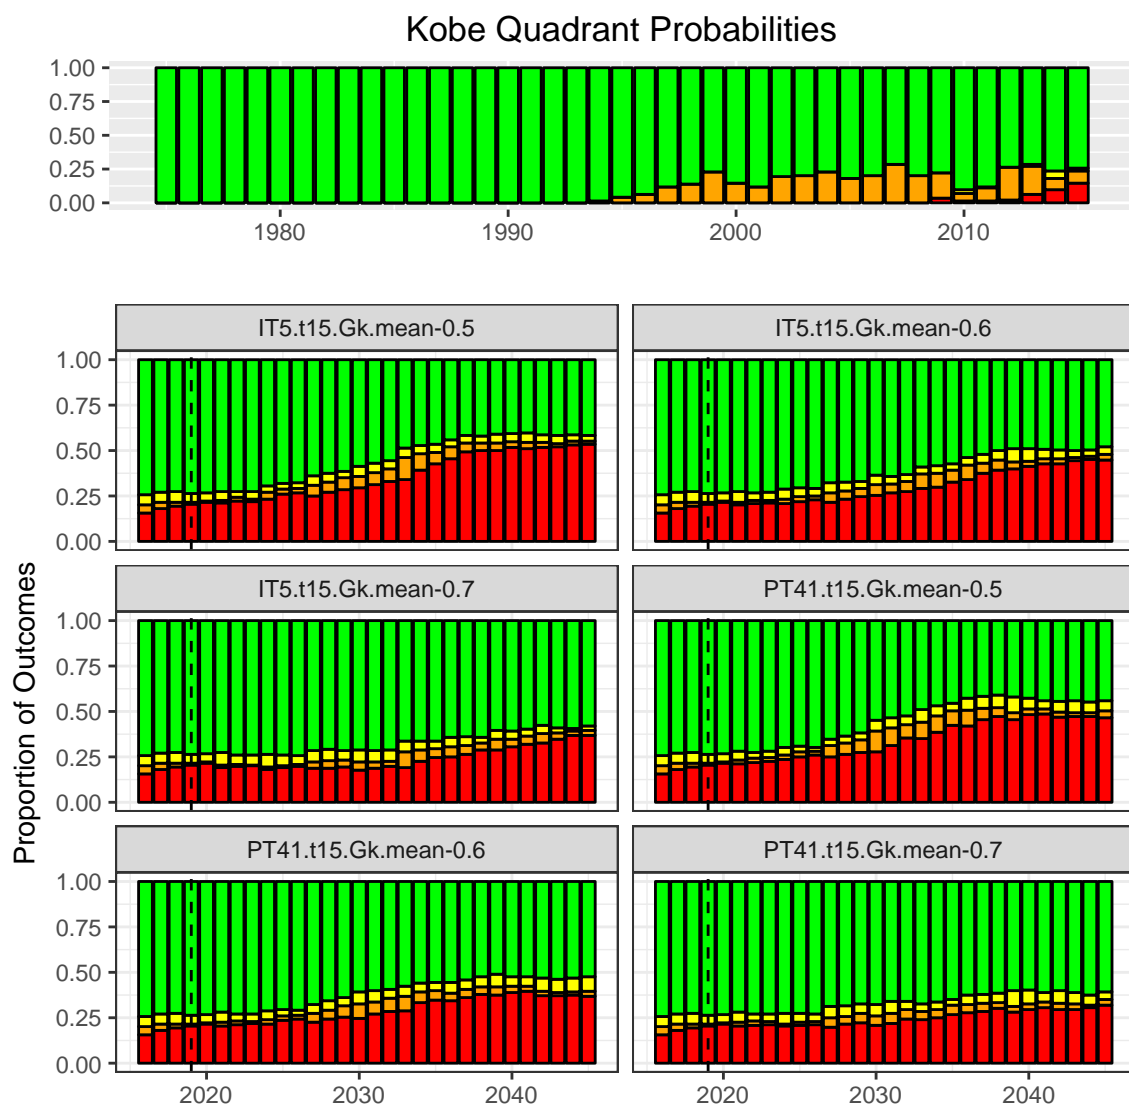 Kobe Quadrant Probabilities
1.00
0.75
0.50
0.25
0.00
1980 1990 2000 2010
Proportion of Outcomes
IT5.t15.Gk.mean-0.5 IT5.t15.Gk.mean-0.6
1.00
0.75
0.50
0.25
0.00
IT5.t15.Gk.mean-0.7 PT41.t15.Gk.mean-0.5
1.00
0.75
0.50
0.25
0.00
PT41.t15.Gk.mean-0.6 PT41.t15.Gk.mean-0.7
1.00
0.75
0.50
0.25
0.00
2020 2030 2040 2020 2030 2040